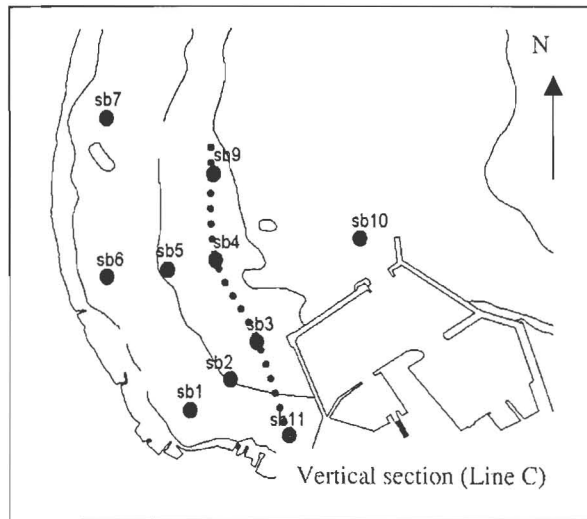 N
sb7
sb9
sb10
sb4
sb5
sb6
sb3
sb2
sb1
sb11
Vertical section (Line C)